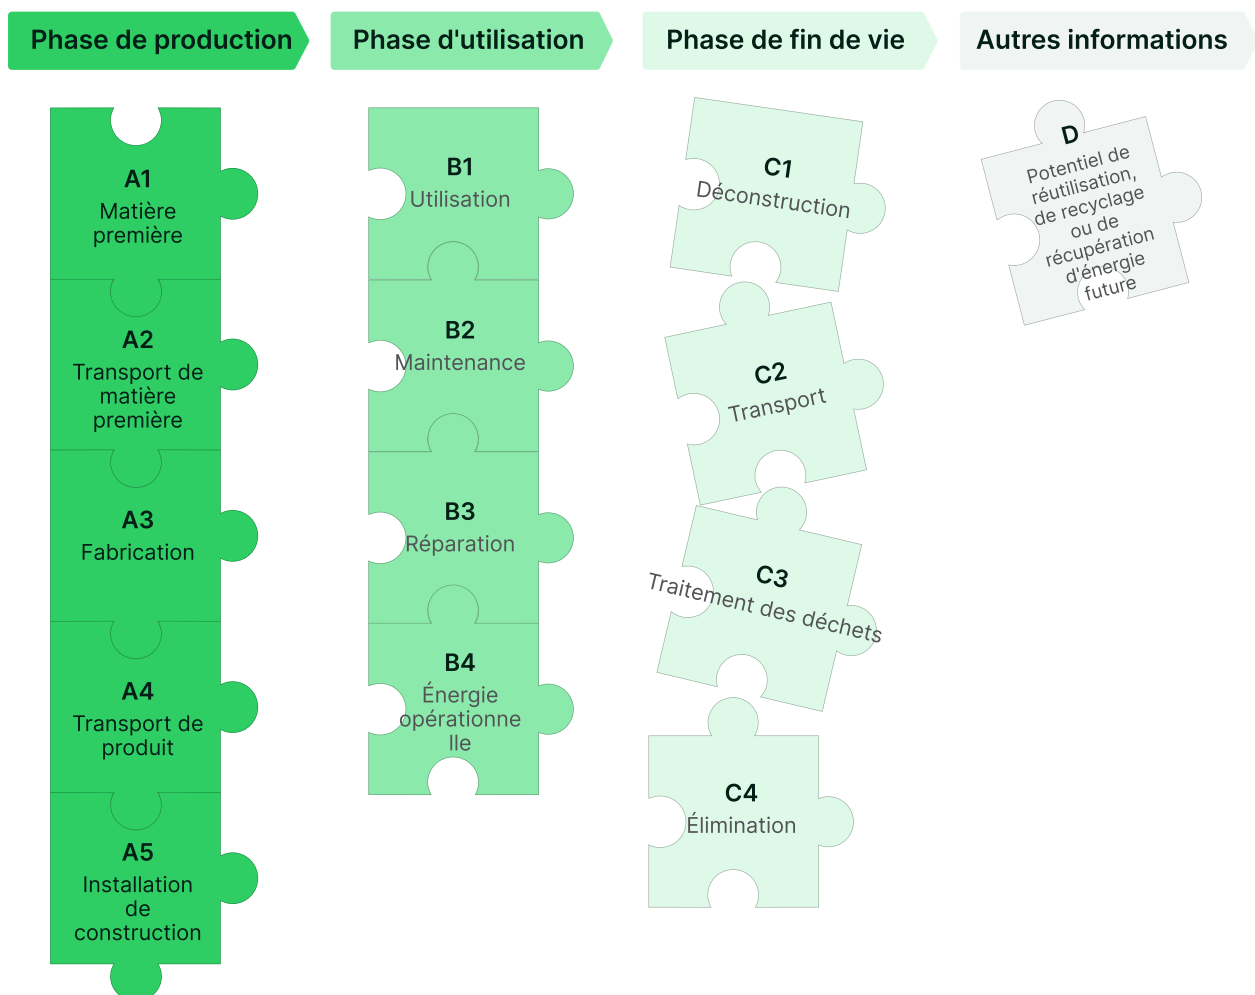 Phase de production
Phase d'utilisation
Phase de fin de vie
Autres informations
A1
Matière
première
A2
Transport de
matière
première
A3
Fabrication
A4
Transport de
produit
A5
Installation
de
construction
B1
Utilisation
B2
Maintenance
B3
Réparation
B4
Énergie
opérationne
lle
C1
Déconstruction
C2
Transport
C3
Traitement des déchets
C4
Élimination
D
Potentiel de
réutilisation,
de recyclage
ou de
récupération
d'énergie
future